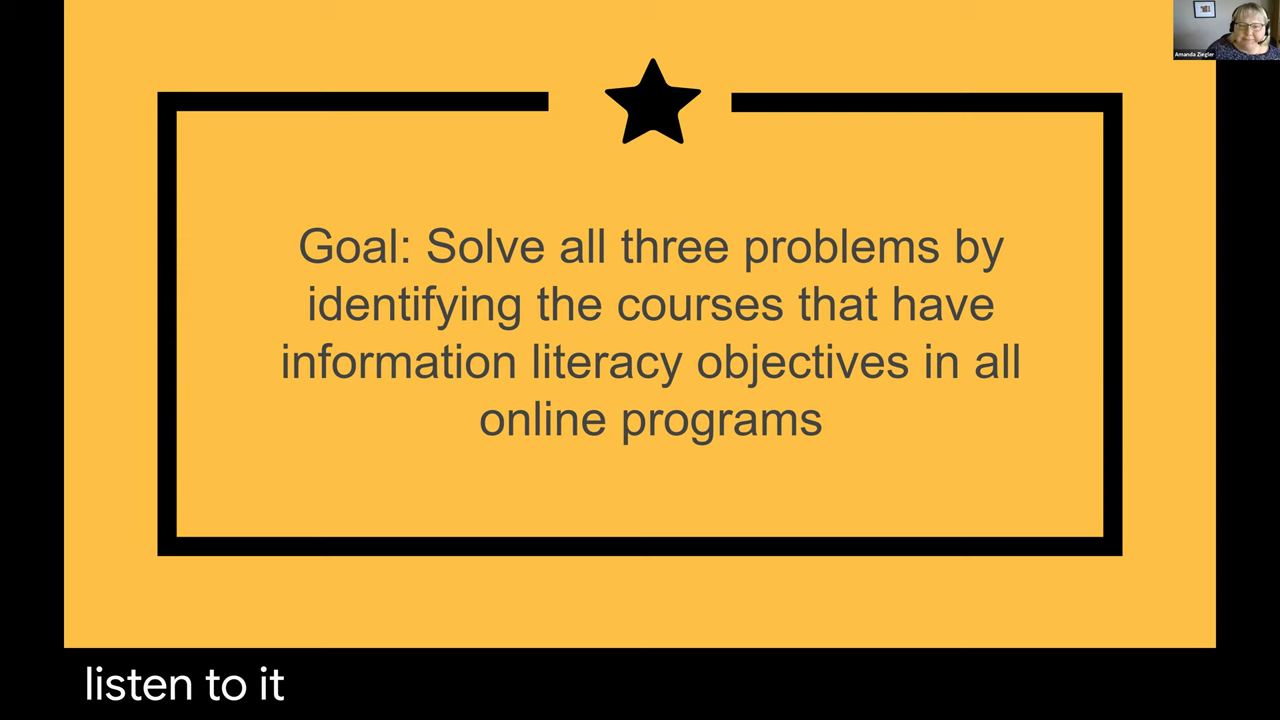 Amanda Ziegler
Goal: Solve all three problems by
identifying the courses that have
information literacy objectives in all
online programs
listen to it